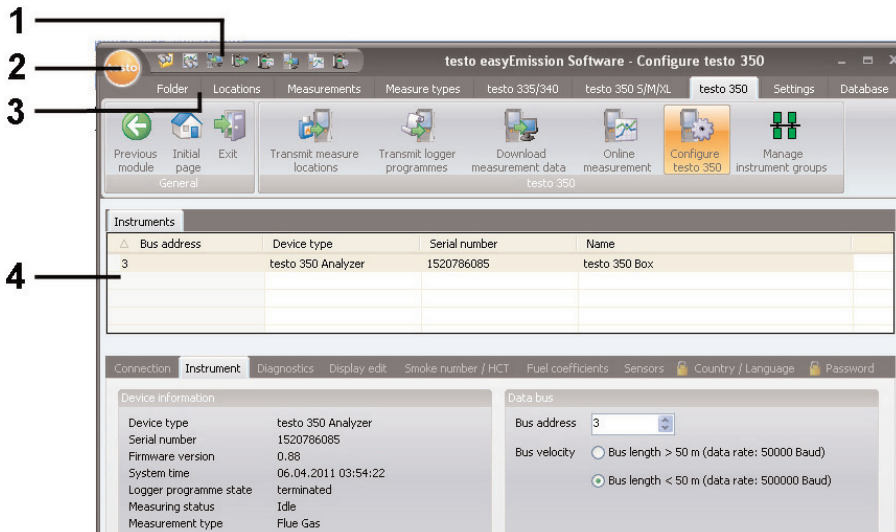 1
2
3
4
testo
testo easyEmission Software - Configure testo 350
Folder Locations Measurements Measure types testo 335/340 testo 350 S/M/XL testo 350 Settings Database
Previous module Initial page Exit Transmit measure locations Transmit logger programmes Download measurement data Online measurement Configure testo 350 Manage instrument groups
General testo 350
Instruments
Bus address Device type Serial number Name
3 testo 350 Analyzer 1520786085 testo 350 Box
Connection Instrument Diagnostics Display edit Smoke number / HCT Fuel coefficients Sensors Country / Language Password
Device information Data bus
Device type testo 350 Analyzer Bus address 3
Serial number 1520786085
Firmware version 0.88 Bus velocity Bus length > 50 m (data rate: 50000 Baud)
System time 06.04.2011 03:54:22
Logger programme state terminated Bus length < 50 m (data rate: 500000 Baud)
Measuring status Idle
Measurement type Flue Gas